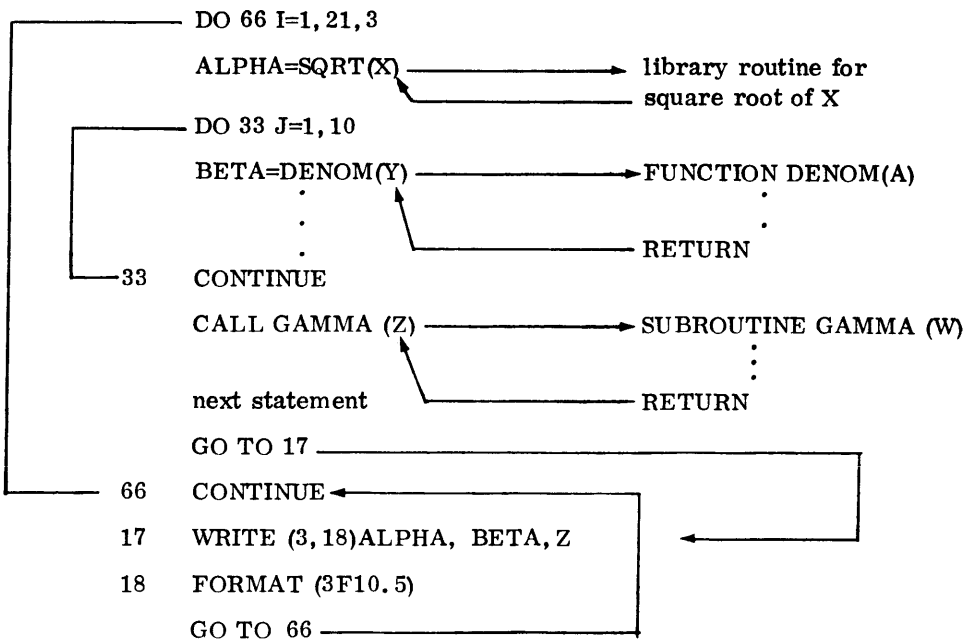 DO 66 I=1, 21, 3
ALPHA=SQRT(X) library routine for
square root of X
DO 33 J=1, 10
BETA=DENOM(Y) FUNCTION DENOM(A)
RETURN
33 CONTINUE
CALL GAMMA (Z) SUBROUTINE GAMMA (W)
next statement RETURN
GO TO 17
66 CONTINUE
17 WRITE (3, 18)ALPHA, BETA, Z
18 FORMAT (3F10.5)
GO TO 66